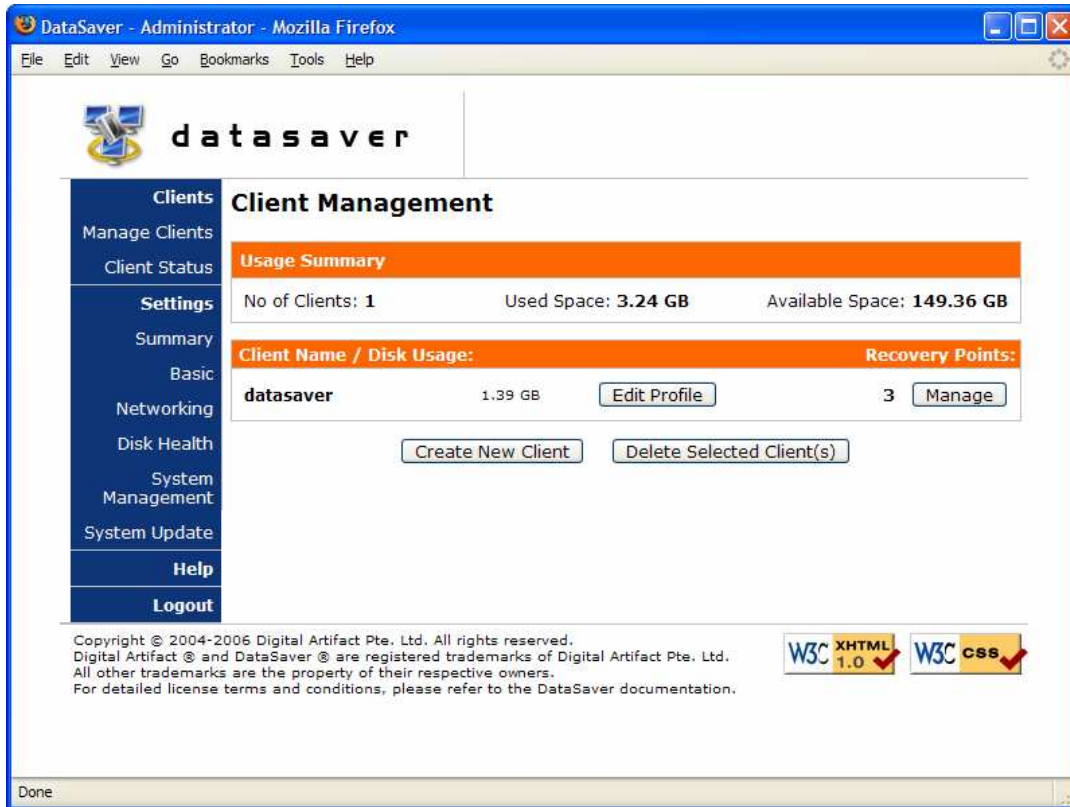 DataSaver - Administrator - Mozilla Firefox
File Edit View Go Bookmarks Tools Help
datasaver
Clients
Manage Clients
Client Status
Settings
Summary
Basic
Networking
Disk Health
System
Management
System Update
Help
Logout
Client Management
Usage Summary
No of Clients: 1 Used Space: 3.24 GB Available Space: 149.36 GB
Client Name / Disk Usage: Recovery Points:
datasaver 1.39 GB Edit Profile 3 Manage
Create New Client Delete Selected Client(s)
Copyright © 2004-2006 Digital Artifact Pte. Ltd. All rights reserved.
Digital Artifact ® and DataSaver ® are registered trademarks of Digital Artifact Pte. Ltd.
All other trademarks are the property of their respective owners.
For detailed license terms and conditions, please refer to the DataSaver documentation.
W3C XHTML 1.0
W3C css
Done